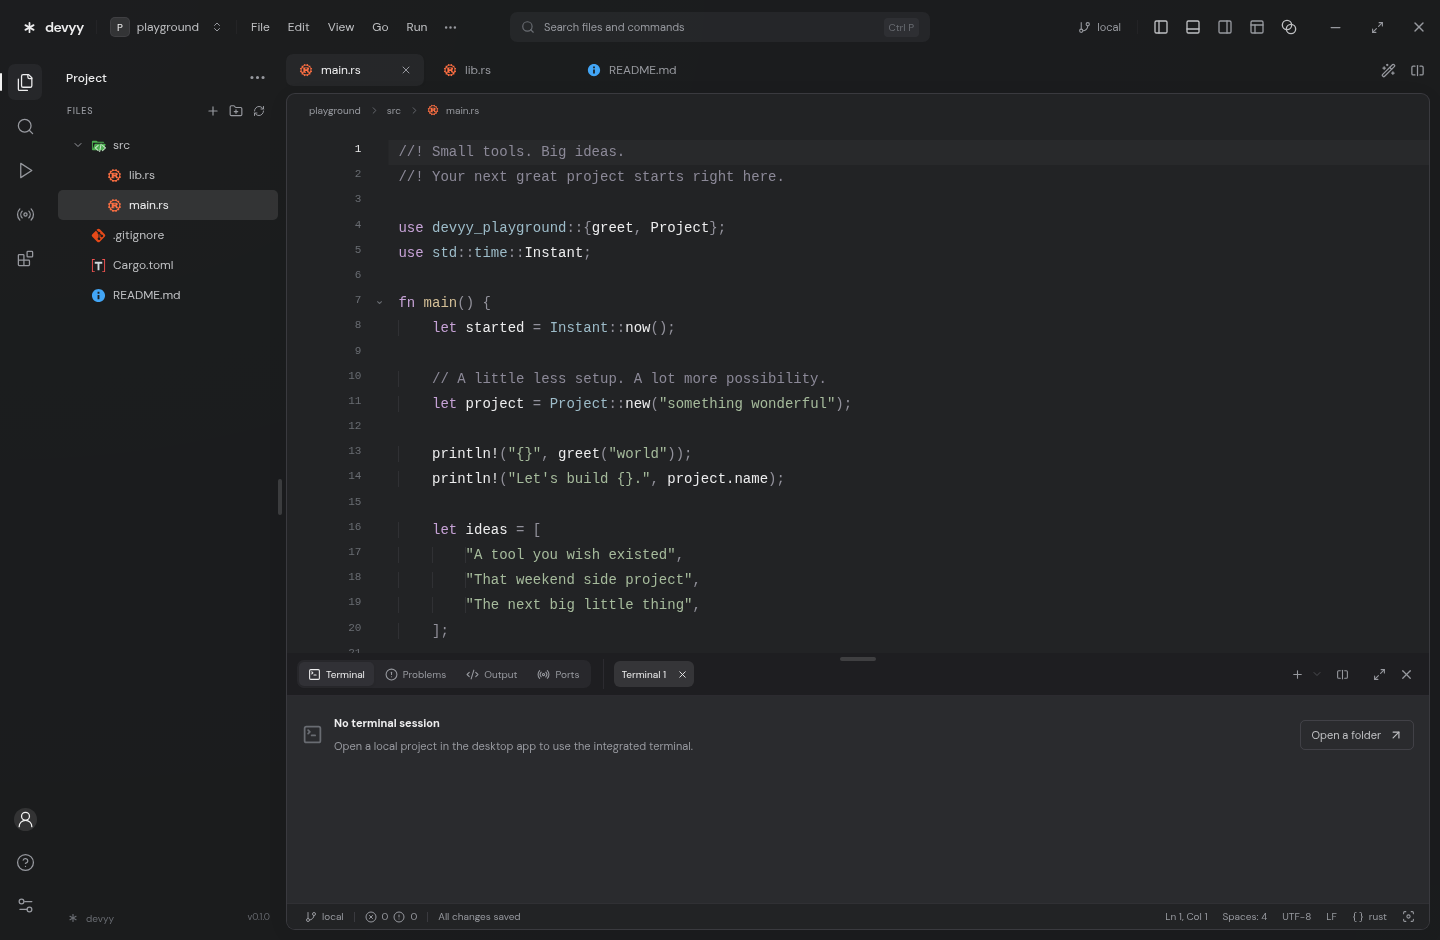 devyy
P playground
File Edit View Go Run
Search files and commands Ctrl P
local
Project
FILES
src
lib.rs
main.rs
.gitignore
Cargo.toml
README.md
devyy v0.1.0
main.rs
lib.rs
README.md
playground src main.rs
1 //! Small tools. Big ideas.
2 //! Your next great project starts right here.
3
4 use devyy_playground::{greet, Project};
5 use std::time::Instant;
6
7 fn main() {
8 let started = Instant::now();
9
10 // A little less setup. A lot more possibility.
11 let project = Project::new("something wonderful");
12
13 println!("{}", greet("world"));
14 println!("Let's build {}.", project.name);
15
16 let ideas = [
17 "A tool you wish existed",
18 "That weekend side project",
19 "The next big little thing",
20 ];
21
Terminal Problems Output Ports Terminal 1
No terminal session
Open a local project in the desktop app to use the integrated terminal.
Open a folder
local 0 0 All changes saved
Ln 1, Col 1 Spaces: 4 UTF-8 LF {} rust